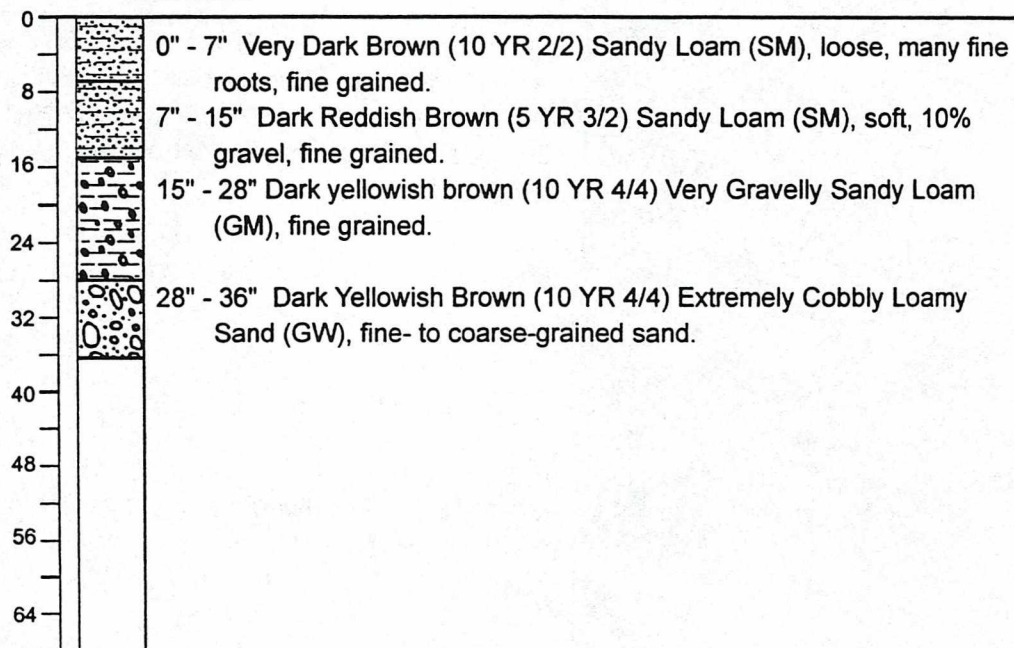 0
0" - 7" Very Dark Brown (10 YR 2/2) Sandy Loam (SM), loose, many fine
roots, fine grained.
8
7" - 15" Dark Reddish Brown (5 YR 3/2) Sandy Loam (SM), soft, 10%
gravel, fine grained.
16
15" - 28" Dark yellowish brown (10 YR 4/4) Very Gravelly Sandy Loam
(GM), fine grained.
24
28" - 36" Dark Yellowish Brown (10 YR 4/4) Extremely Cobbly Loamy
32
Sand (GW), fine- to coarse-grained sand.
40
48
56
64